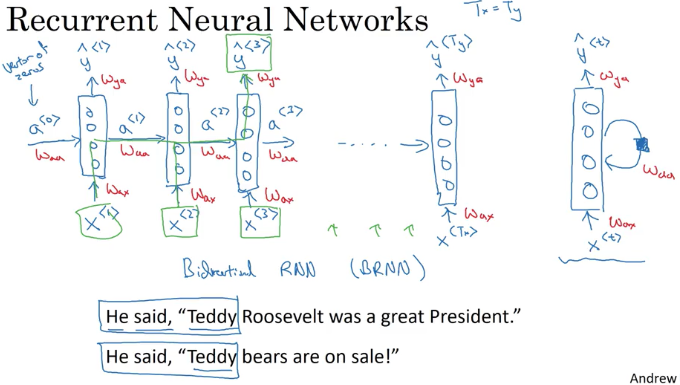 Recurrent Neural Networks
Tx = Ty
ŷ<1> ŷ<2> ŷ<3> ŷ<Ty> ŷ<t>
vector of zeros
Wya Wya Wya Wya Wya
a<0> a<1> a<2> a<3>
Waa Waa Waa Waa Waa
Wax Wax Wax Wax Wax
x<1> x<2> x<3> x<Tx> x<t>
Bidirectional RNN (BRNN)
He said, “Teddy Roosevelt was a great President.”
He said, “Teddy bears are on sale!”
Andrew